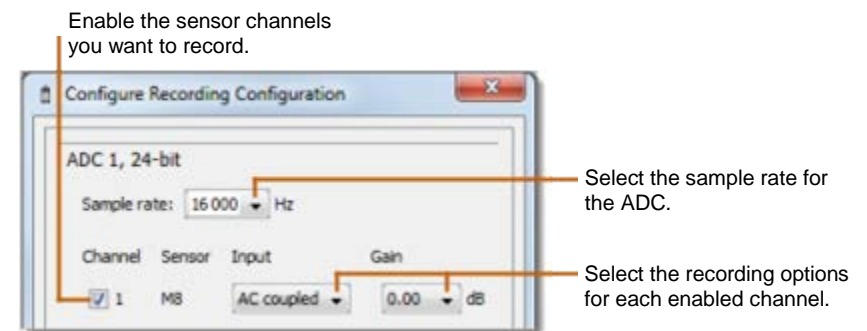 Enable the sensor channels
you want to record.
Configure Recording Configuration
ADC 1, 24-bit
Sample rate: 16 000 Hz
Select the sample rate for
the ADC.
Channel Sensor Input Gain
1 M8 AC coupled 0.00 dB
Select the recording options
for each enabled channel.